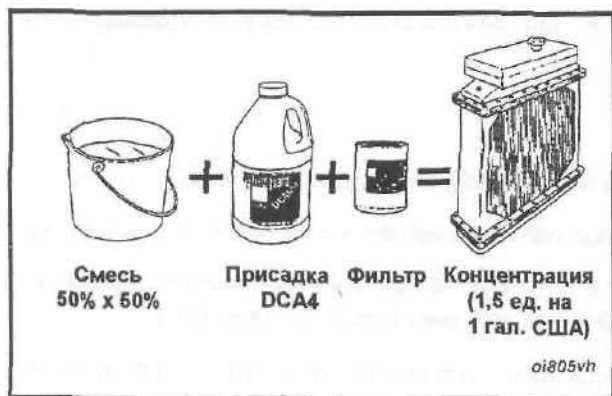 + + =
Смесь
50% x 50%
Присадка
DCA4
Фильтр
Концентрация
(1,5 ед. на
1 гал. США)
oi805vh